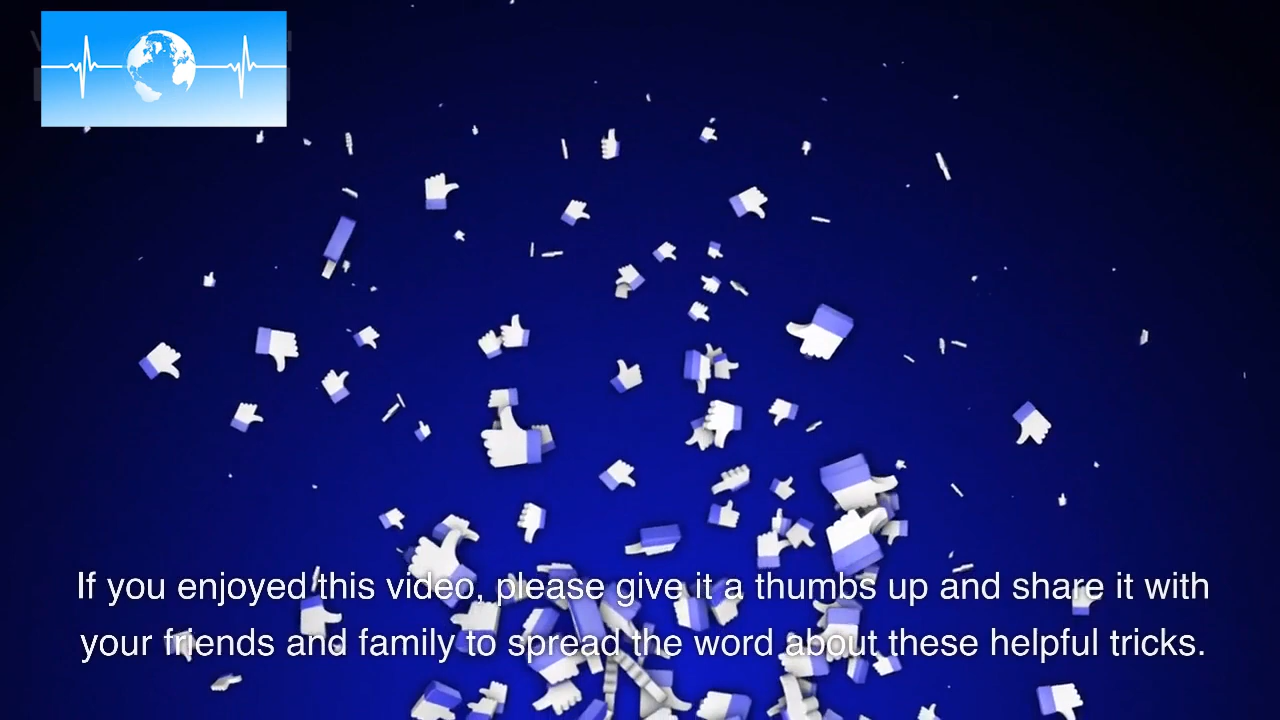 If you enjoyed this video, please give it a thumbs up and share it with
your friends and family to spread the word about these helpful tricks.